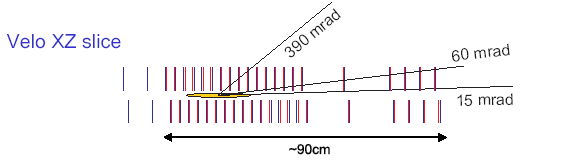 390 mrad
Velo XZ slice
60 mrad
15 mrad
~90cm